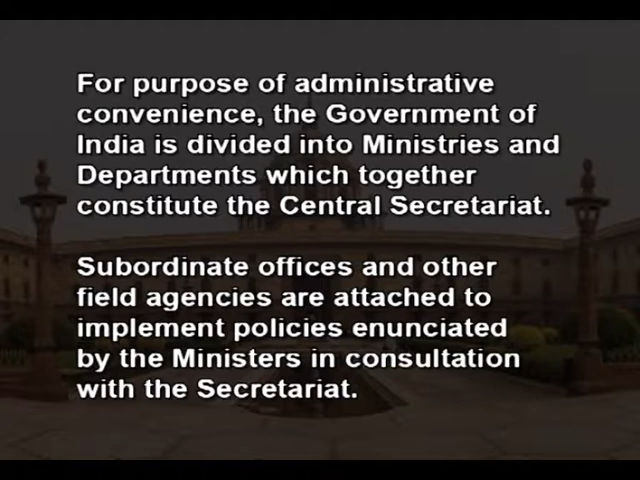 For purpose of administrative
convenience, the Government of
India is divided into Ministries and
Departments which together
constitute the Central Secretariat.
Subordinate offices and other
field agencies are attached to
implement policies enunciated
by the Ministers in consultation
with the Secretariat.